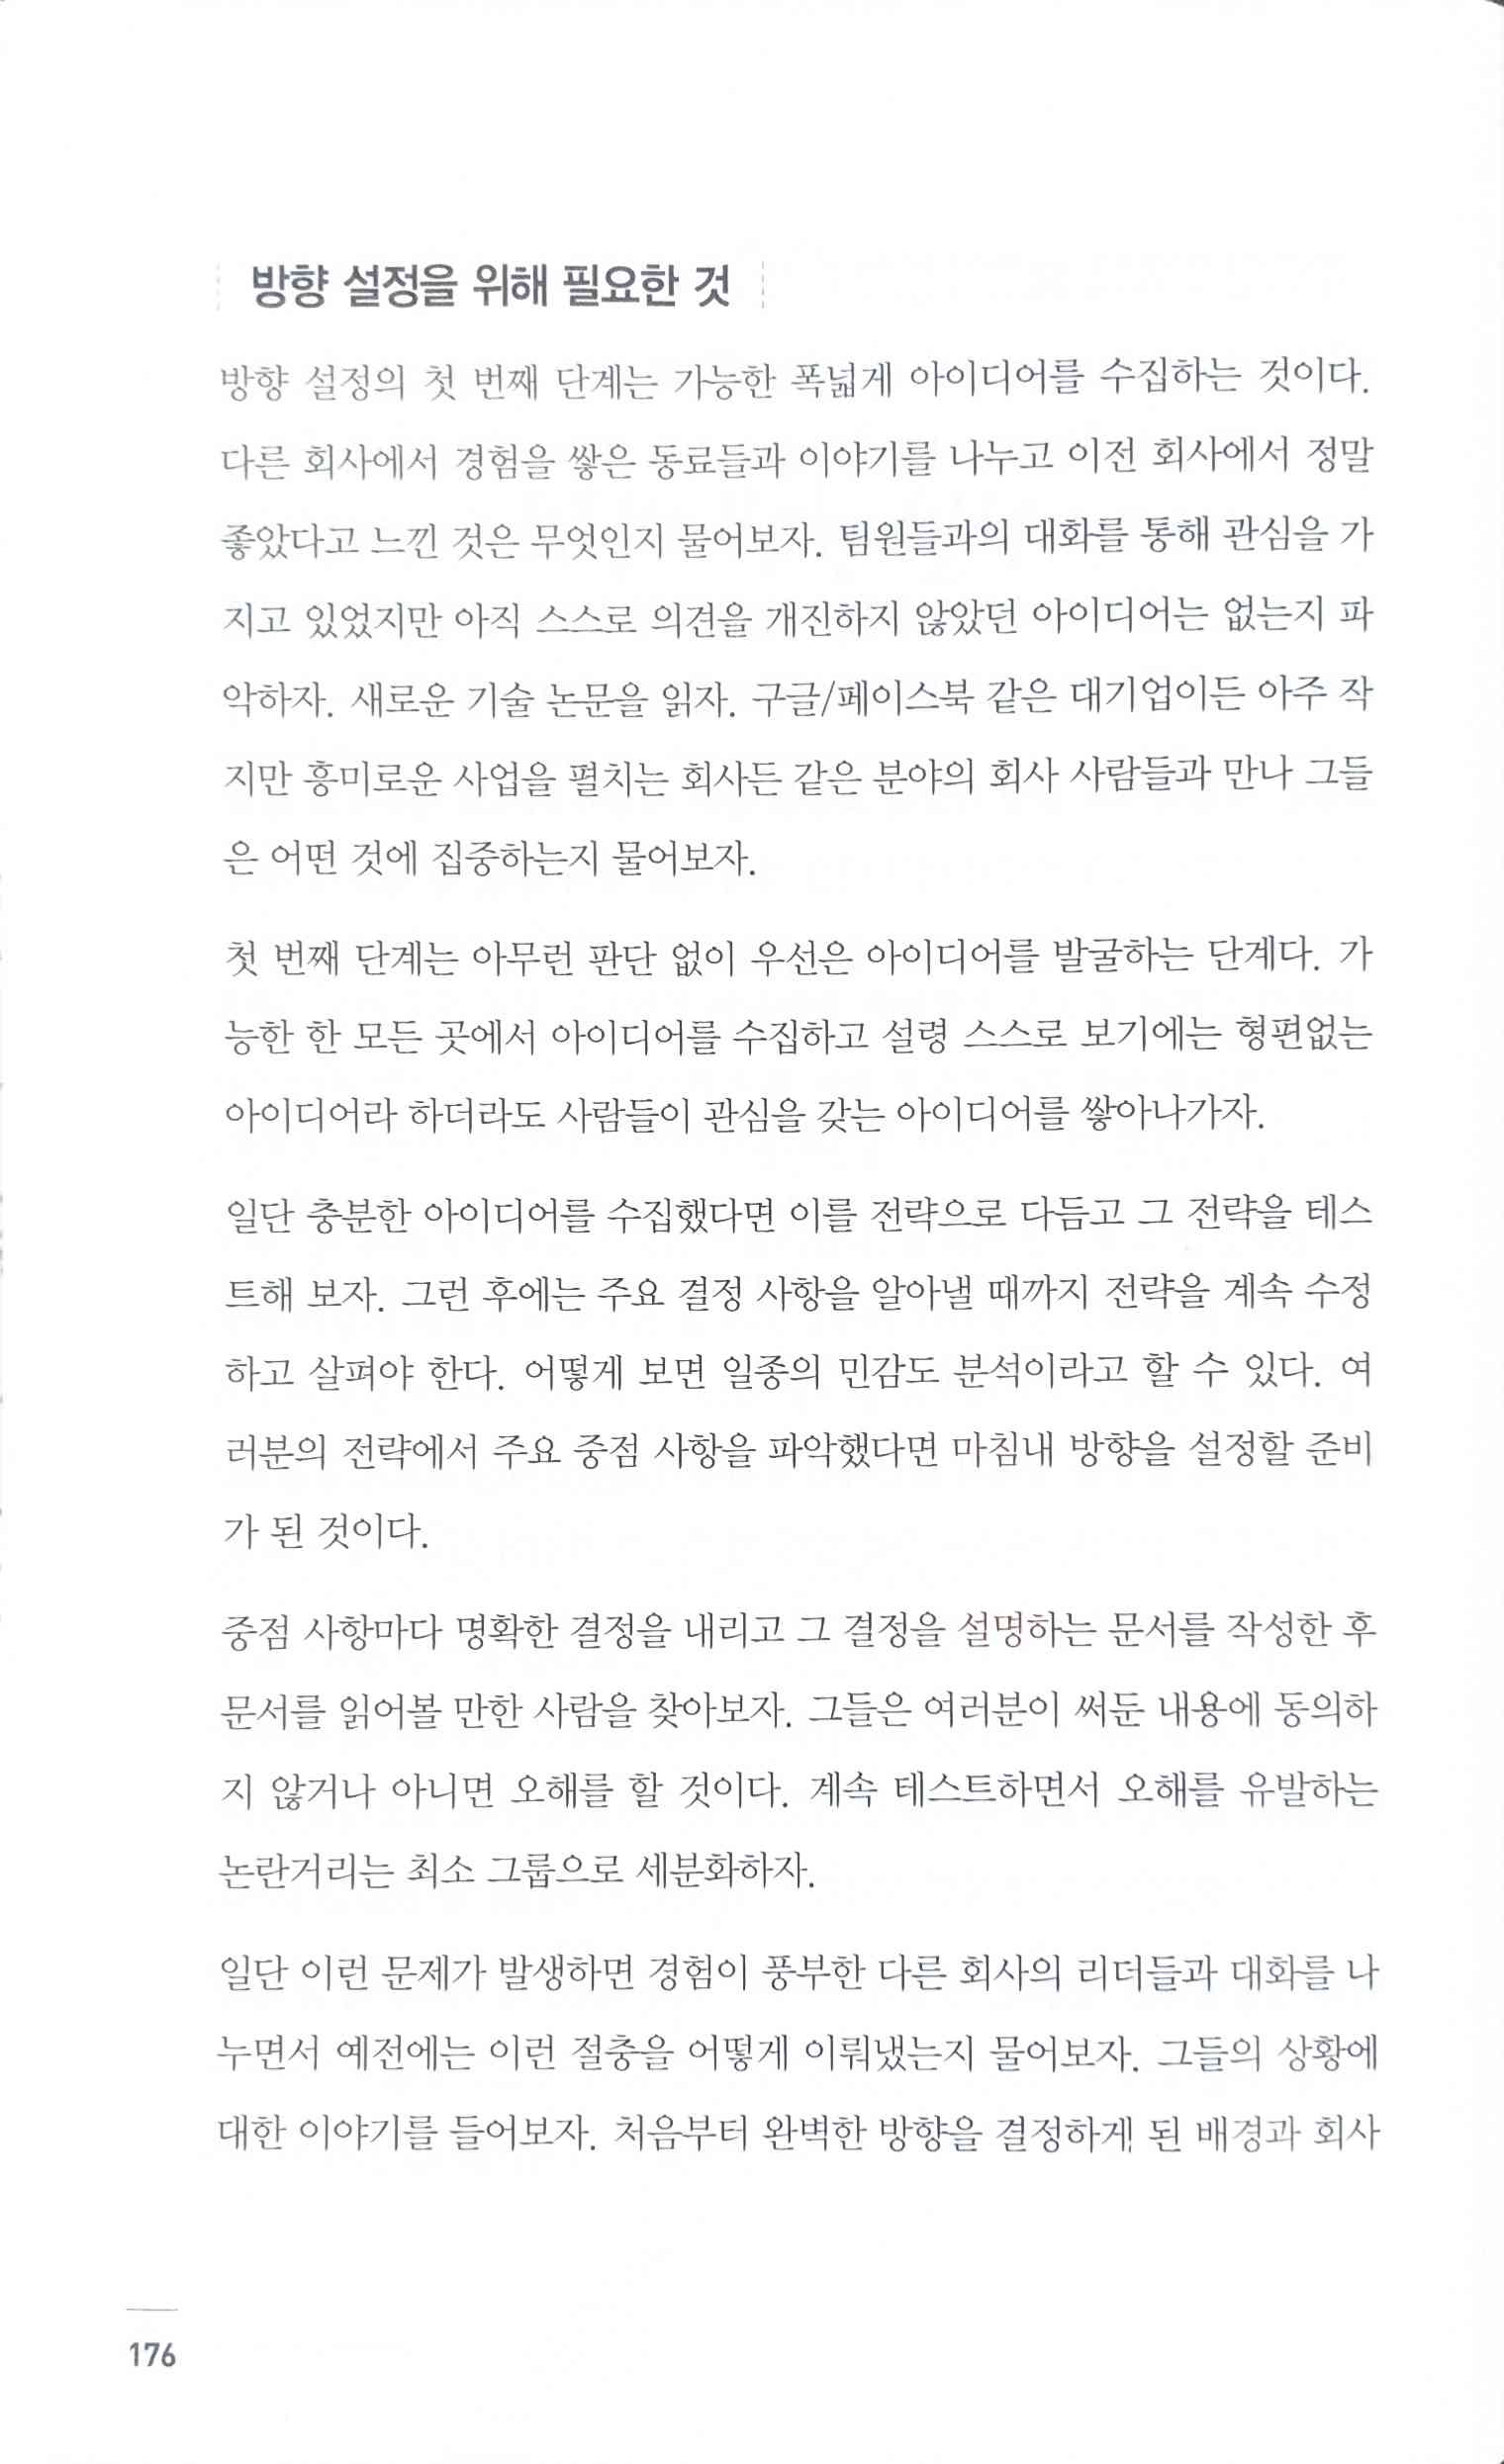 방향 설정을 위해 필요한 것
방향 설정의 첫 번째 단계는 가능한 폭넓게 아이디어를 수집하는 것이다.
다른 회사에서 경험을 쌓은 동료들과 이야기를 나누고 이전 회사에서 정말
좋았다고 느낀 것은 무엇인지 물어보자. 팀원들과의 대화를 통해 관심을 가
지고 있었지만 아직 스스로 의견을 개진하지 않았던 아이디어는 없는지 파
악하자. 새로운 기술 논문을 읽자. 구글/페이스북 같은 대기업이든 아주 작
지만 흥미로운 사업을 펼치는 회사든 같은 분야의 회사 사람들과 만나 그들
은 어떤 것에 집중하는지 물어보자.
첫 번째 단계는 아무런 판단 없이 우선은 아이디어를 발굴하는 단계다. 가
능한 한 모든 곳에서 아이디어를 수집하고 설령 스스로 보기에는 형편없는
아이디어라 하더라도 사람들이 관심을 갖는 아이디어를 쌓아나가자.
일단 충분한 아이디어를 수집했다면 이를 전략으로 다듬고 그 전략을 테스
트해 보자. 그런 후에는 주요 결정 사항을 알아낼 때까지 전략을 계속 수정
하고 살펴야 한다. 어떻게 보면 일종의 민감도 분석이라고 할 수 있다. 여
러분의 전략에서 주요 중점 사항을 파악했다면 마침내 방향을 설정할 준비
가 된 것이다.
중점 사항마다 명확한 결정을 내리고 그 결정을 설명하는 문서를 작성한 후
문서를 읽어볼 만한 사람을 찾아보자. 그들은 여러분이 써둔 내용에 동의하
지 않거나 아니면 오해를 할 것이다. 계속 테스트하면서 오해를 유발하는
논란거리는 최소 그룹으로 세분화하자.
일단 이런 문제가 발생하면 경험이 풍부한 다른 회사의 리더들과 대화를 나
누면서 예전에는 이런 절충을 어떻게 이뤄냈는지 물어보자. 그들의 상황에
대한 이야기를 들어보자. 처음부터 완벽한 방향을 결정하게 된 배경과 회사
176